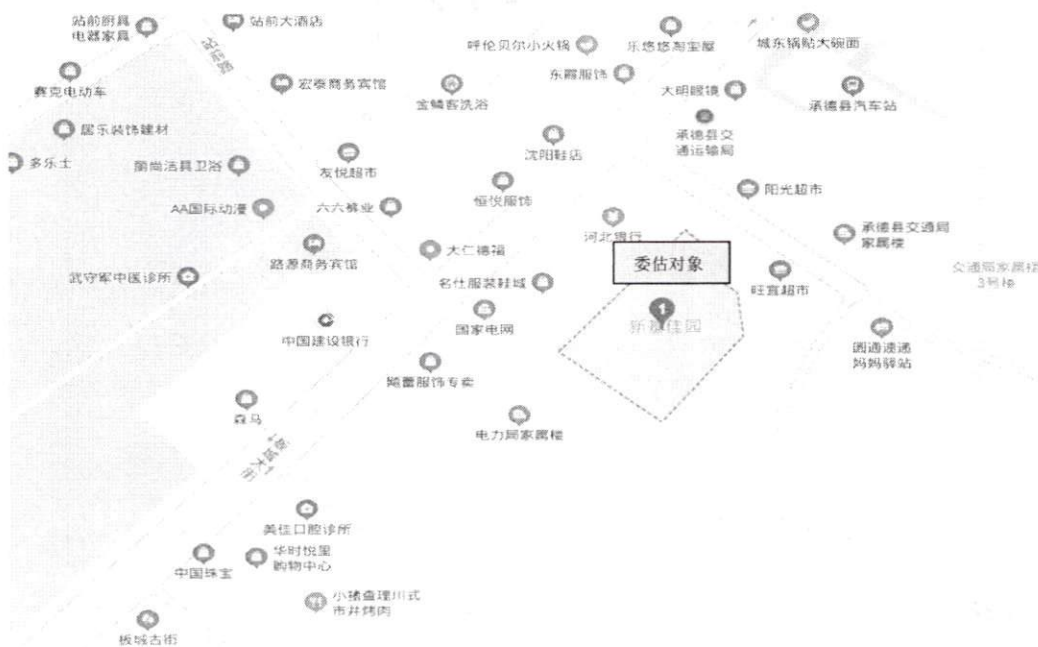 站前厨具
电器家具
站前大酒店
呼伦贝尔小火锅
乐悠悠淘宝屋
城东锅贴大碗面
赛克电动车
宏泰商务宾馆
金鳞客洗浴
东霞服饰
大明眼镜
承德县汽车站
居乐装饰建材
承德县交
通运输局
多乐士
丽尚洁具卫浴
友悦超市
沈阳鞋店
AA国际动漫
六六裤业
恒悦服饰
阳光超市
河北银行
承德县交通局
家属楼
路源商务宾馆
大仁德福
委估对象
武守军中医诊所
名仕服装鞋城
旺宜超市
交通局家属楼
3号楼
中国建设银行
国家电网
1
圆通速递
妈妈驿站
服饰专卖
森马
电力局家属楼
板城大街
美佳口腔诊所
中国珠宝
华时悦里
购物中心
小猪查理川式
市井烤肉
板城古街